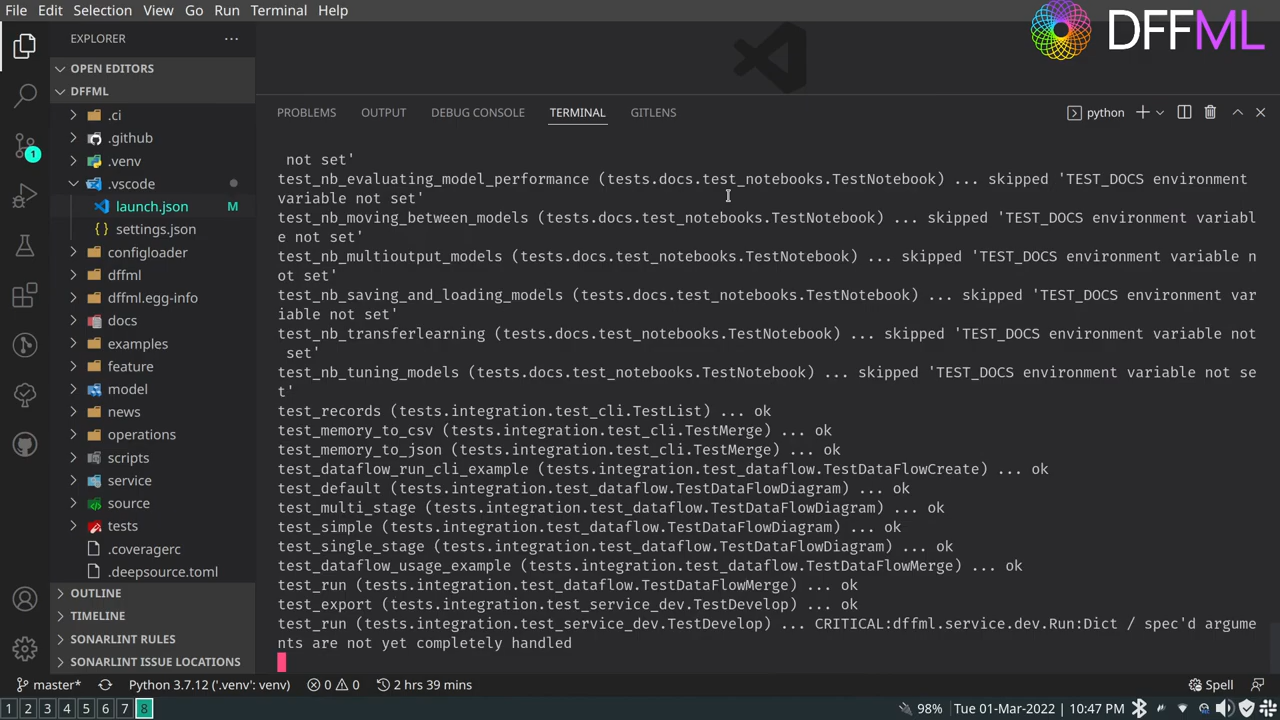 File Edit Selection View Go Run Terminal Help
DFFML
EXPLORER
OPEN EDITORS
DFFML
.ci
.github
.venv
.vscode
launch.json M
settings.json
configloader
dffml
dffml.egg-info
docs
examples
feature
model
news
operations
scripts
service
source
tests
.coveragerc
.deepsource.toml
OUTLINE
TIMELINE
SONARLINT RULES
SONARLINT ISSUE LOCATIONS
1
PROBLEMS OUTPUT DEBUG CONSOLE TERMINAL GITLENS
python
not set'
test_nb_evaluating_model_performance (tests.docs.test_notebooks.TestNotebook) ... skipped 'TEST_DOCS environment
variable not set'
test_nb_moving_between_models (tests.docs.test_notebooks.TestNotebook) ... skipped 'TEST_DOCS environment variabl
e not set'
test_nb_multioutput_models (tests.docs.test_notebooks.TestNotebook) ... skipped 'TEST_DOCS environment variable n
ot set'
test_nb_saving_and_loading_models (tests.docs.test_notebooks.TestNotebook) ... skipped 'TEST_DOCS environment var
iable not set'
test_nb_transferlearning (tests.docs.test_notebooks.TestNotebook) ... skipped 'TEST_DOCS environment variable not
set'
test_nb_tuning_models (tests.docs.test_notebooks.TestNotebook) ... skipped 'TEST_DOCS environment variable not se
t'
test_records (tests.integration.test_cli.TestList) ... ok
test_memory_to_csv (tests.integration.test_cli.TestMerge) ... ok
test_memory_to_json (tests.integration.test_cli.TestMerge) ... ok
test_dataflow_run_cli_example (tests.integration.test_dataflow.TestDataFlowCreate) ... ok
test_default (tests.integration.test_dataflow.TestDataFlowDiagram) ... ok
test_multi_stage (tests.integration.test_dataflow.TestDataFlowDiagram) ... ok
test_simple (tests.integration.test_dataflow.TestDataFlowDiagram) ... ok
test_single_stage (tests.integration.test_dataflow.TestDataFlowDiagram) ... ok
test_dataflow_usage_example (tests.integration.test_dataflow.TestDataFlowMerge) ... ok
test_run (tests.integration.test_dataflow.TestDataFlowMerge) ... ok
test_export (tests.integration.test_service_dev.TestDevelop) ... ok
test_run (tests.integration.test_service_dev.TestDevelop) ... CRITICAL:dffml.service.dev.Run:Dict / spec'd argume
nts are not yet completely handled
master* Python 3.7.12 ('.venv': venv) 0 0 2 hrs 39 mins Spell
1 2 3 4 5 6 7 8 98% Tue 01-Mar-2022 10:47 PM